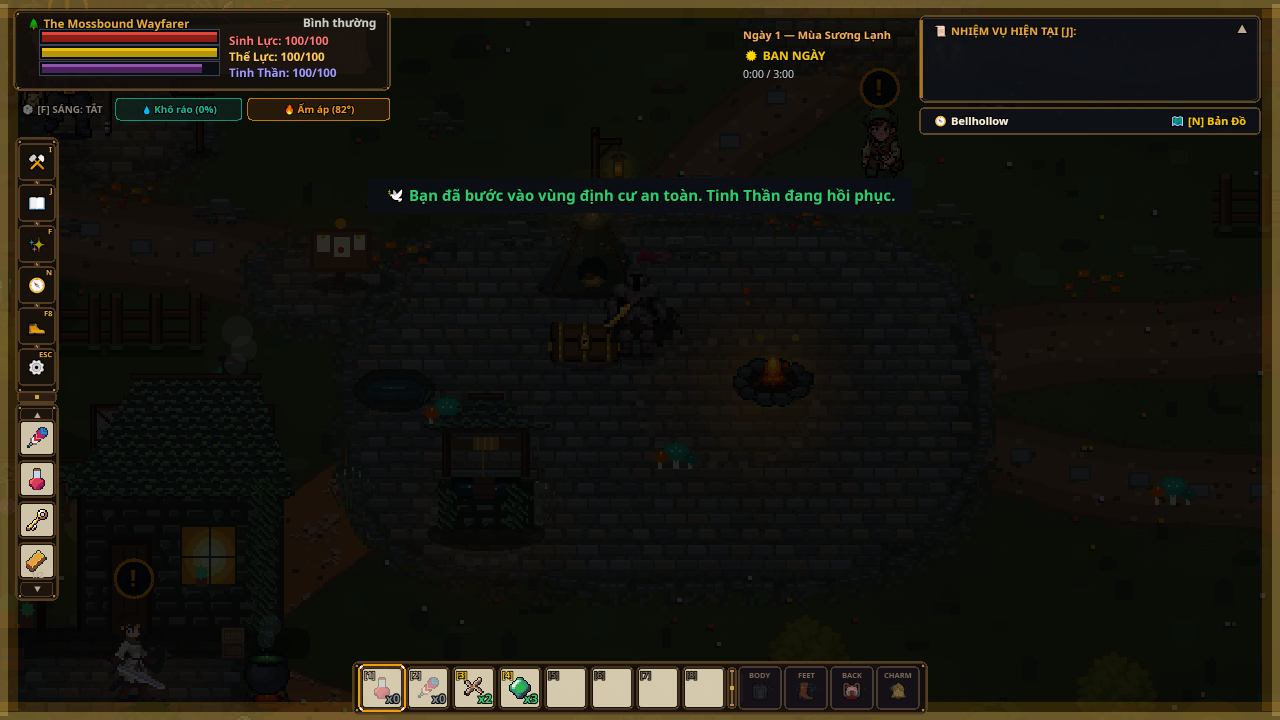 The Mossbound Wayfarer
Bình thường
Sinh Lực: 100/100
Thể Lực: 100/100
Tinh Thần: 100/100
[F] SÁNG: TẮT
Khô ráo (0%)
Ấm áp (82°)
Ngày 1 — Mùa Sương Lạnh
BAN NGÀY
0:00 / 3:00
NHIỆM VỤ HIỆN TẠI [J]:
Bellhollow
[N] Bản Đồ
Bạn đã bước vào vùng định cư an toàn. Tinh Thần đang hồi phục.
I
J
F
N
F8
ESC
[1]
x0
[2]
x0
[3]
x2
[4]
x3
[5]
[6]
[7]
[8]
BODY
FEET
BACK
CHARM